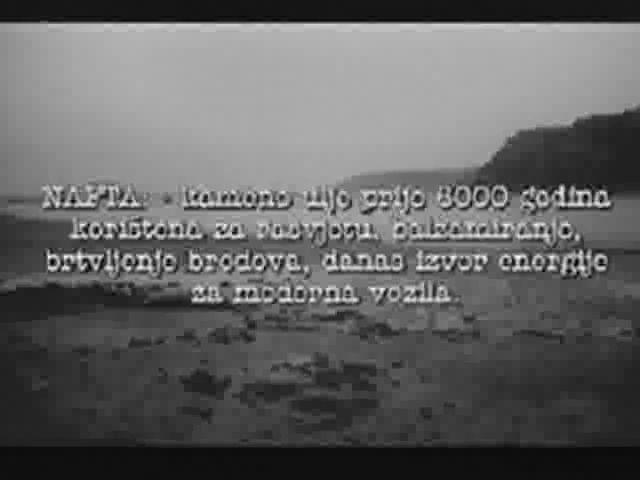 NAFTA: - kameno ulje prije 6000 godina
korištena za rasvjetu, balzamiranje,
brtvljenje brodova, danas izvor energije
za moderna vozila.